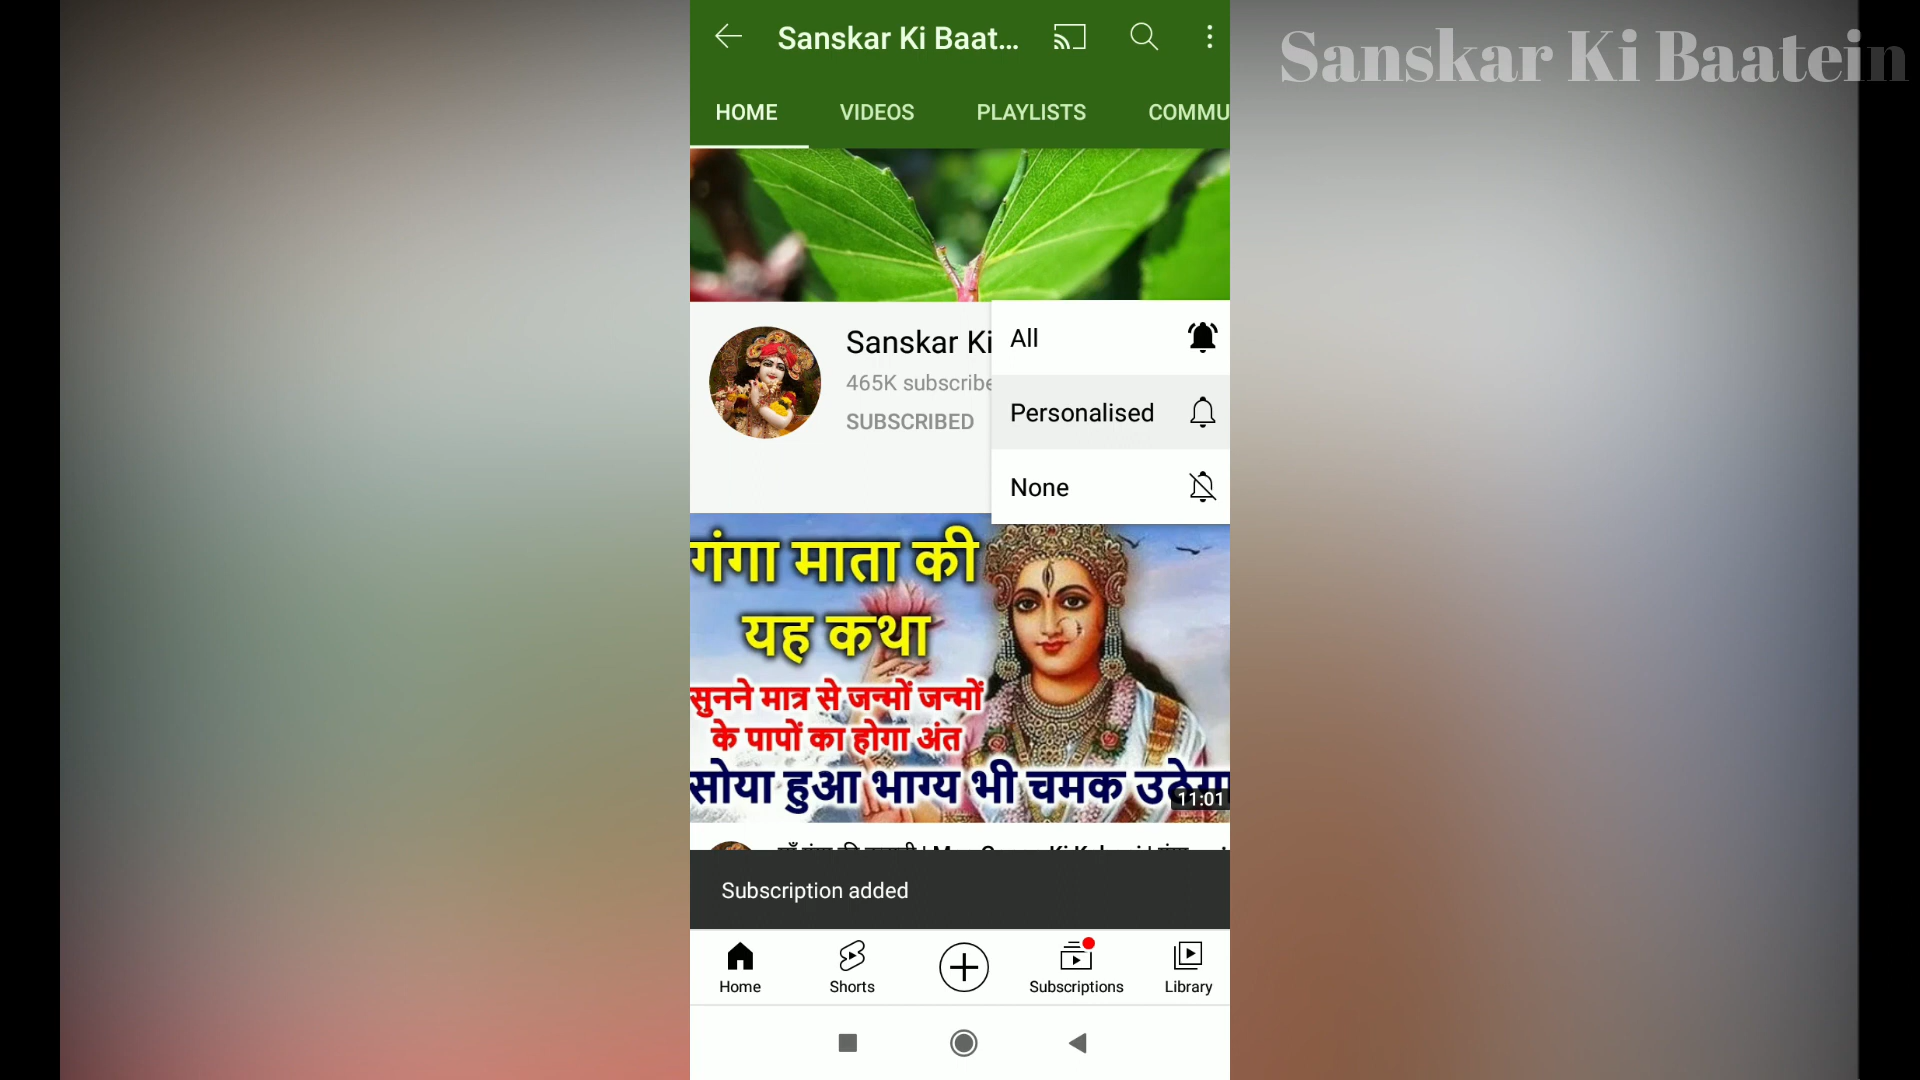 Sanskar Ki Baat...
Sanskar Ki Baatein
HOME VIDEOS PLAYLISTS COMMU
Sanskar Ki
465K subscribe
SUBSCRIBED
All
Personalised
None
गंगा माता की
यह कथा
सुनने मात्र से जन्मों जन्मों
के पापों का होगा अंत
सोया हुआ भाग्य भी चमक उठेगा
11:01
Subscription added
Home Shorts Subscriptions Library